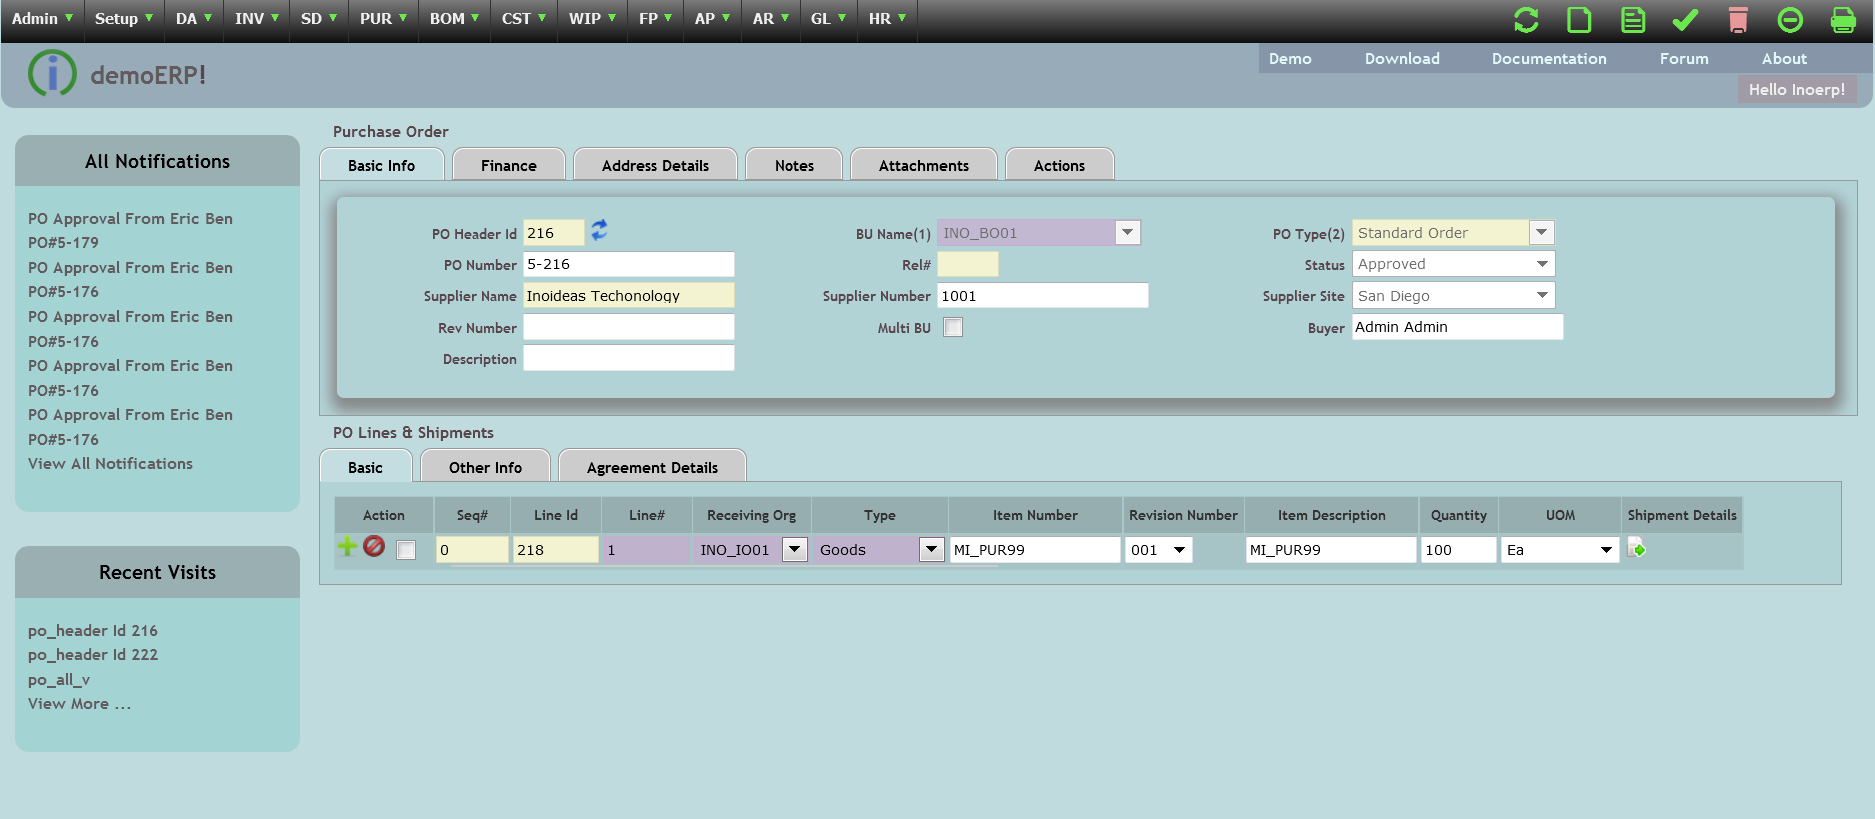 Admin Setup DA INV SD PUR BOM CST WIP FP AP AR GL HR
demoERP!
Demo Download Documentation Forum About
Hello Inoerp!
All Notifications
PO Approval From Eric Ben
PO#5-179
PO Approval From Eric Ben
PO#5-176
PO Approval From Eric Ben
PO#5-176
PO Approval From Eric Ben
PO#5-176
PO Approval From Eric Ben
PO#5-176
View All Notifications
Recent Visits
po_header Id 216
po_header Id 222
po_all_v
View More ...
Purchase Order
Basic Info Finance Address Details Notes Attachments Actions
PO Header Id 216 BU Name(1) INO_BO01 PO Type(2) Standard Order
PO Number 5-216 Rel# Status Approved
Supplier Name Inoideas Techonology Supplier Number 1001 Supplier Site San Diego
Rev Number Multi BU Buyer Admin Admin
Description
PO Lines & Shipments
Basic Other Info Agreement Details
Action Seq# Line Id Line# Receiving Org Type Item Number Revision Number Item Description Quantity UOM Shipment Details
0 218 1 INO_IO01 Goods MI_PUR99 001 MI_PUR99 100 Ea